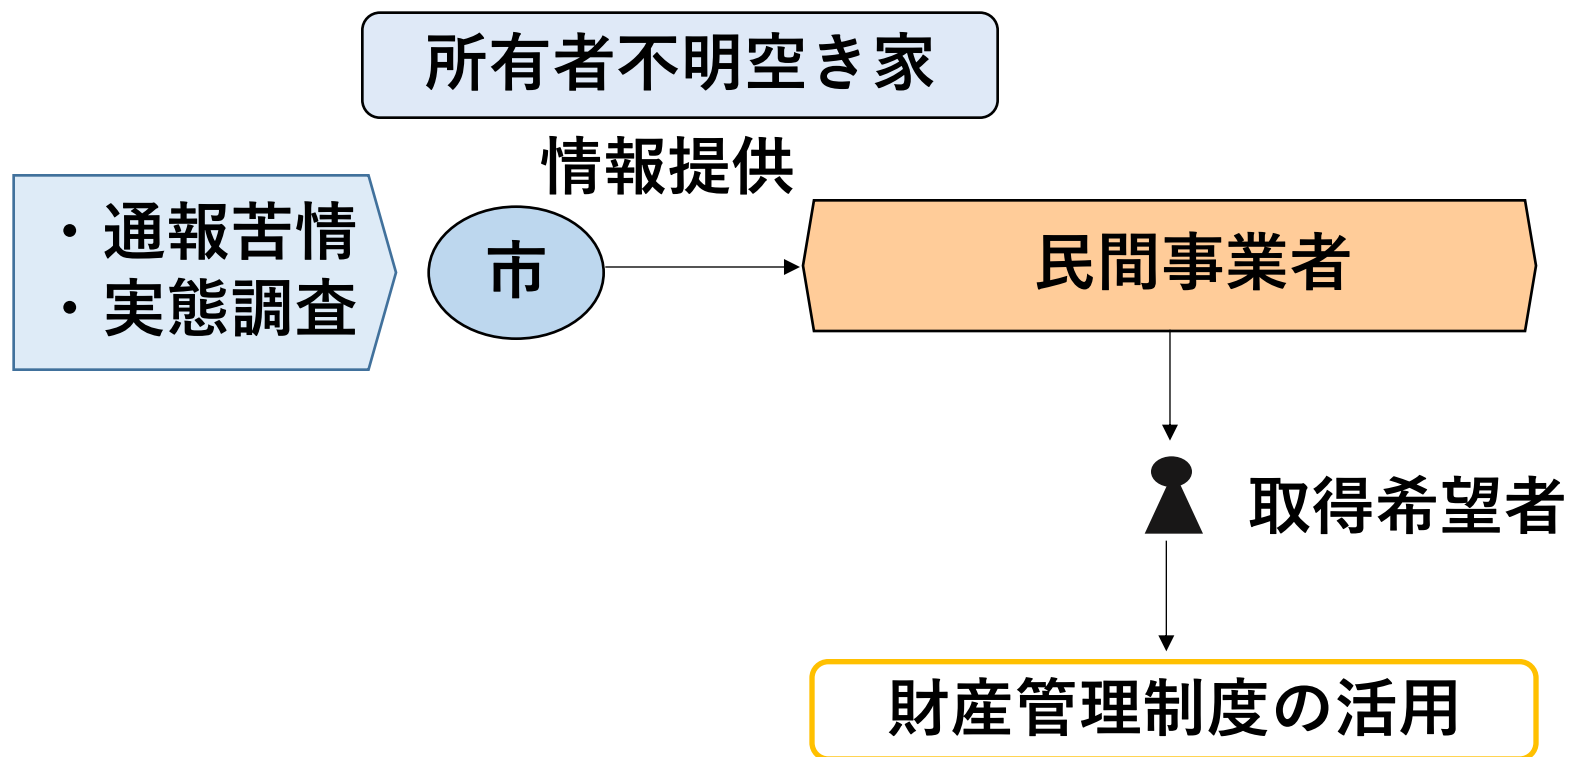 所有者不明空き家
情報提供
・通報苦情
・実態調査
市
民間事業者
取得希望者
財産管理制度の活用